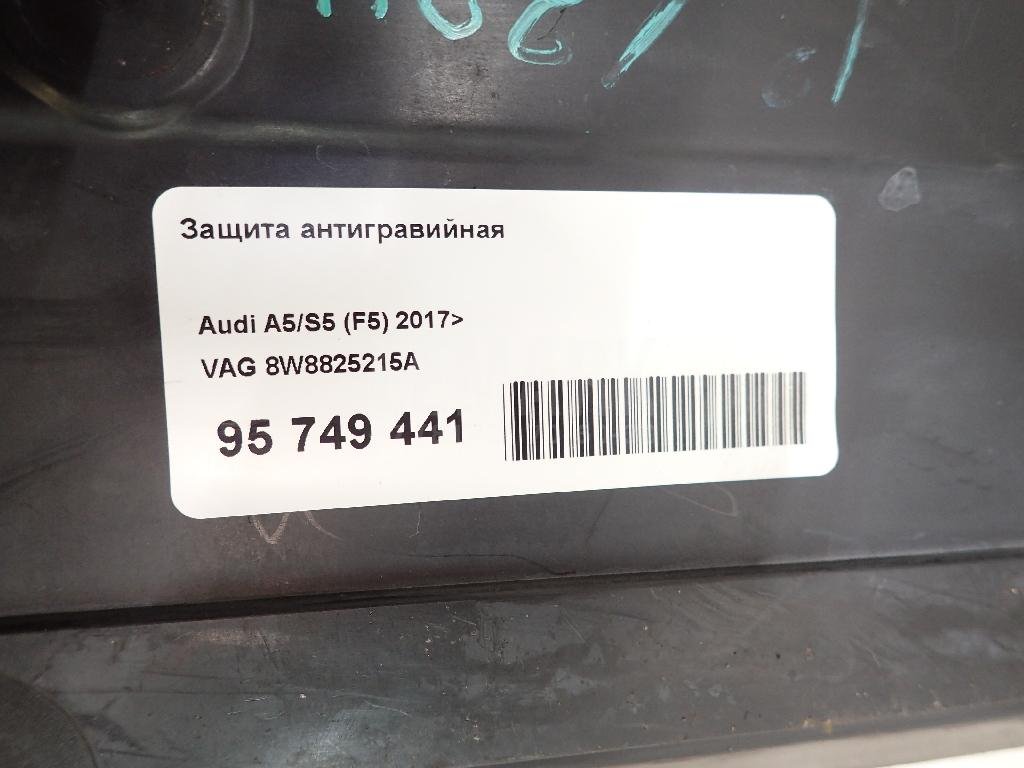 Защита антигравийная
Audi A5/S5 (F5) 2017>
VAG 8W8825215A
95 749 441